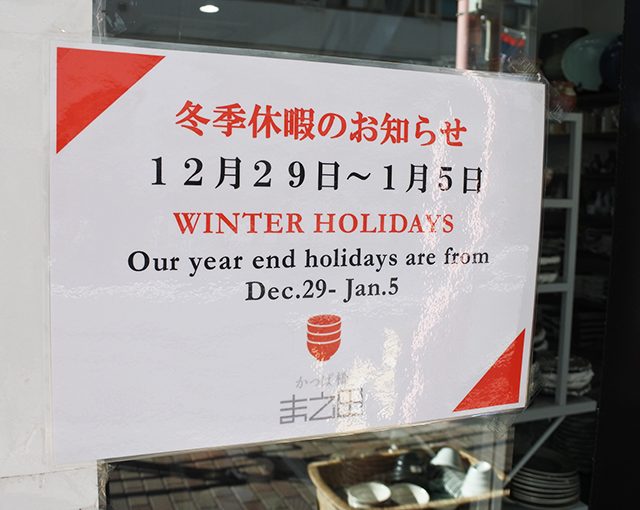 冬季休暇のお知らせ
12月29日～1月5日
WINTER HOLIDAYS
Our year end holidays are from
Dec.29- Jan.5
かっぱ橋
まえ田